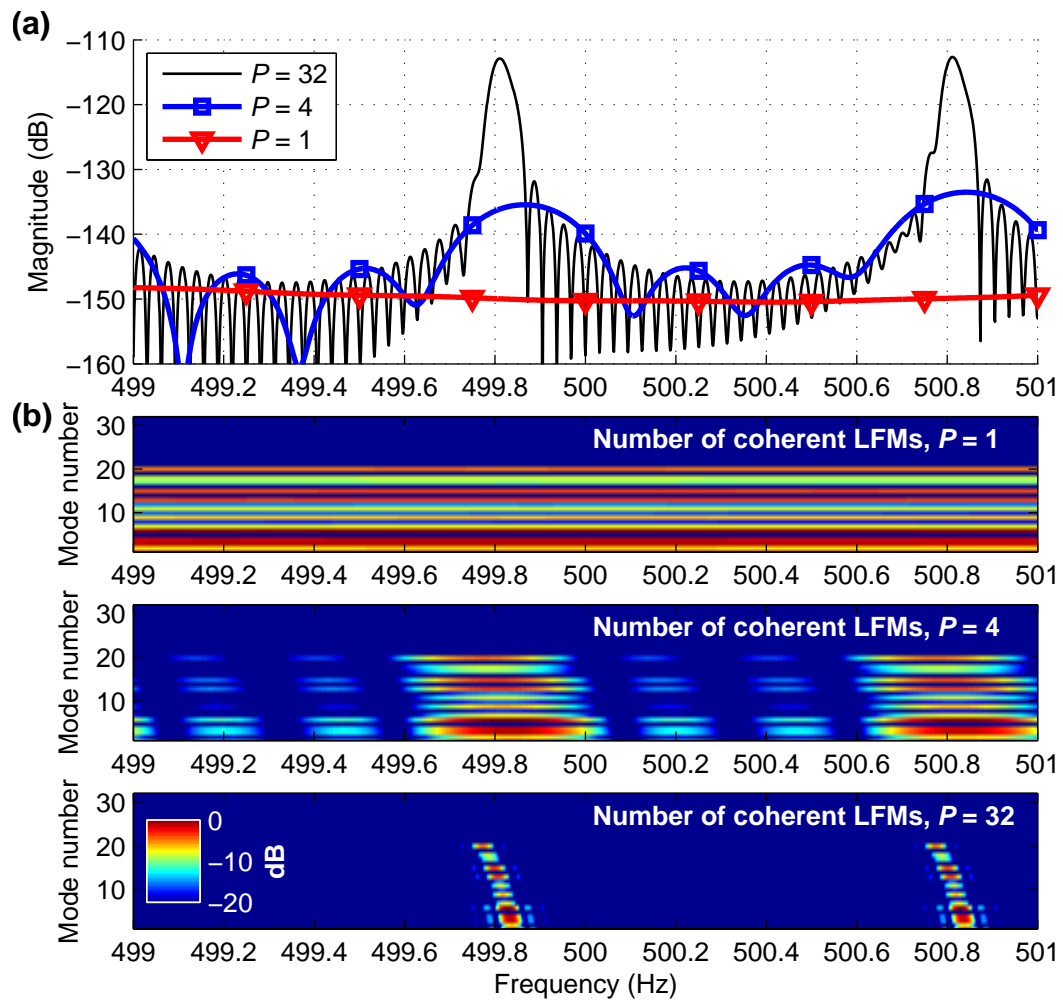 (a)
−110
−120
−130
−140
−150
−160
Magnitude (dB)
P = 32
P = 4
P = 1
499 499.2 499.4 499.6 499.8 500 500.2 500.4 500.6 500.8 501
(b)
Mode number
30
20
10
Number of coherent LFMs, P = 1
499 499.2 499.4 499.6 499.8 500 500.2 500.4 500.6 500.8 501
Mode number
30
20
10
Number of coherent LFMs, P = 4
499 499.2 499.4 499.6 499.8 500 500.2 500.4 500.6 500.8 501
Mode number
30
20
10
0
−10
−20
dB
Number of coherent LFMs, P = 32
499 499.2 499.4 499.6 499.8 500 500.2 500.4 500.6 500.8 501
Frequency (Hz)